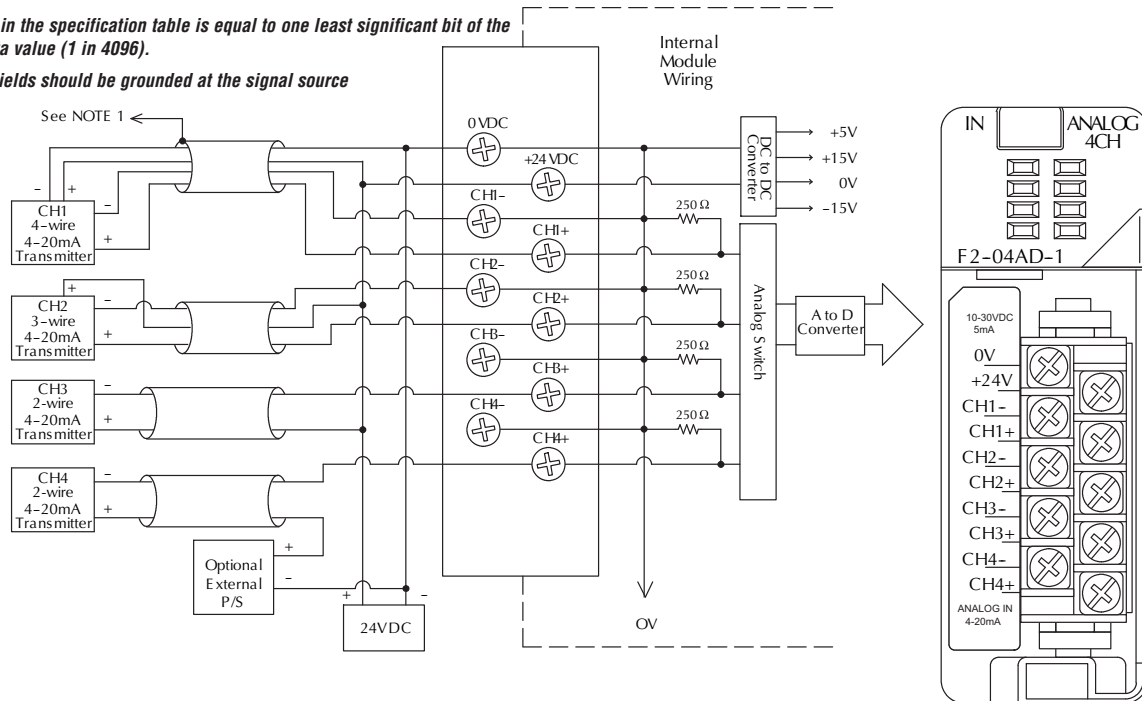 in the specification table is equal to one least significant bit of the
a value (1 in 4096).
ields should be grounded at the signal source
See NOTE 1
Internal
Module
Wiring
0VDC
+24VDC
CH1-
CH1+
CH2-
CH2+
CH3-
CH3+
CH4-
CH4+
- +
CH1
4-wire
4-20mA
Transmitter
-
+
+
CH2
3-wire
4-20mA
Transmitter
-
+
CH3
2-wire
4-20mA
Transmitter
-
+
CH4
2-wire
4-20mA
Transmitter
-
+
Optional
External
P/S
+
-
+ -
24VDC
250 Ω
250 Ω
250 Ω
250 Ω
DC to DC
Converter
+5V
+15V
0V
-15V
Analog Switch
A to D
Converter
0V
IN
ANALOG
4CH
F2-04AD-1
10-30VDC
5mA
0V
+24V
CH1-
CH1+
CH2-
CH2+
CH3-
CH3+
CH4-
CH4+
ANALOG IN
4-20mA